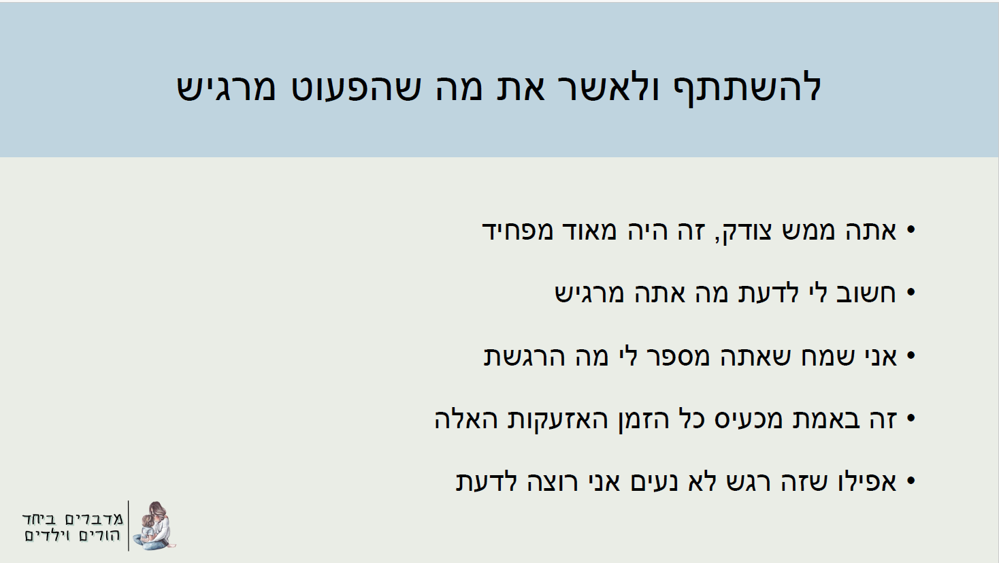 להשתתף ולאשר את מה שהפעוט מרגיש
• אתה ממש צודק, זה היה מאוד מפחיד
• חשוב לי לדעת מה אתה מרגיש
• אני שמח שאתה מספר לי מה הרגשת
• זה באמת מכעיס כל הזמן האזעקות האלה
• אפילו שזה רגש לא נעים אני רוצה לדעת
מדברים ביחד
הורים וילדים